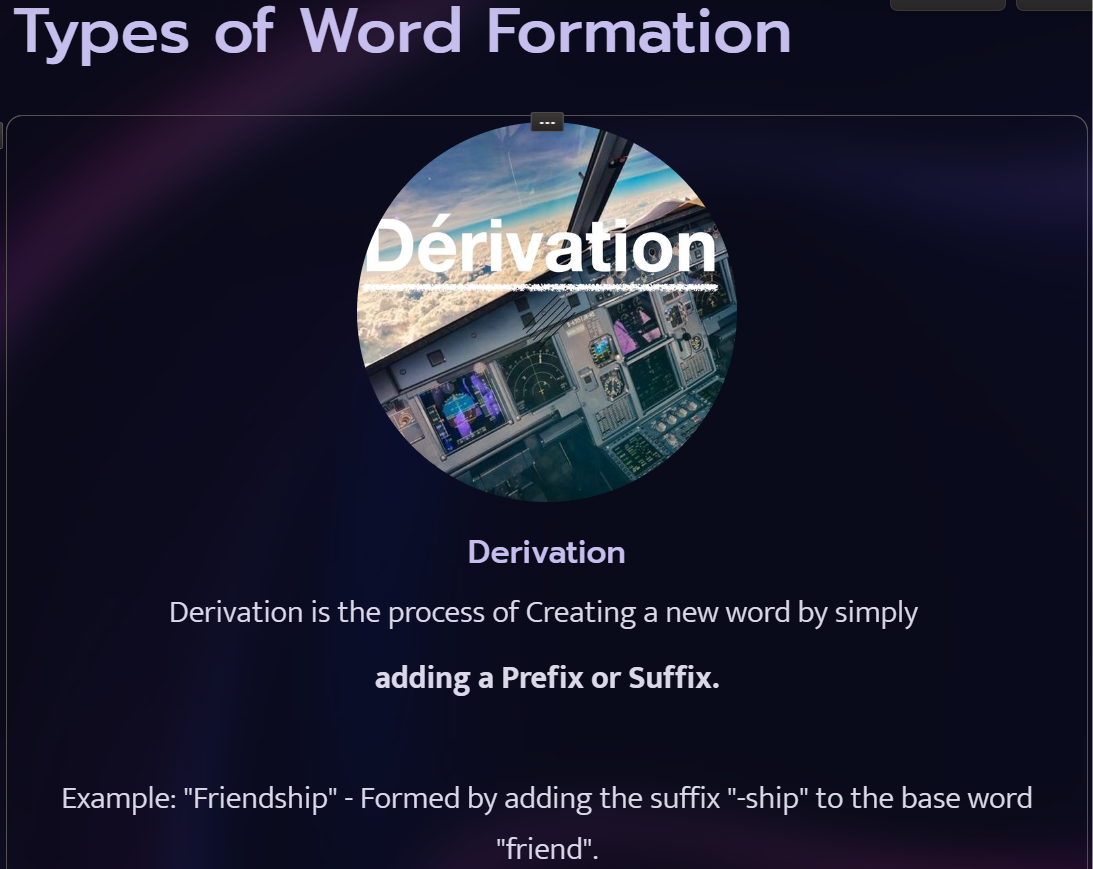 Types of Word Formation
Dérivation
Derivation
Derivation is the process of Creating a new word by simply
adding a Prefix or Suffix.
Example: "Friendship" - Formed by adding the suffix "-ship" to the base word
"friend".